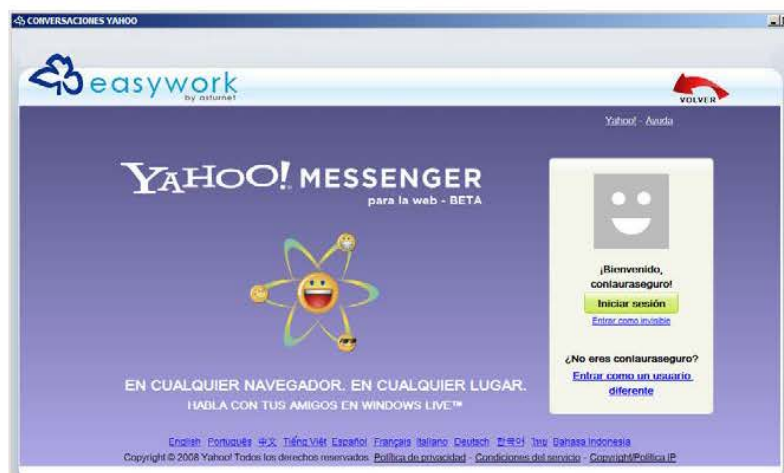 CONVERSACIONES YAHOO
easywork
by asturnet
VOLVER
Yahoo! - Ayuda
YAHOO! MESSENGER
para la web - BETA
¡Bienvenido,
conlauraseguro!
Iniciar sesión
Entrar como invisible
¿No eres conlauraseguro?
Entrar como un usuario
diferente
EN CUALQUIER NAVEGADOR. EN CUALQUIER LUGAR.
HABLA CON TUS AMIGOS EN WINDOWS LIVE™
English Português 中文 Tiếng Việt Español Français Italiano Deutsch 한국어 ไทย Bahasa Indonesia
Copyright © 2008 Yahoo! Todos los derechos reservados. Política de privacidad - Condiciones del servicio - Copyright/Política IP